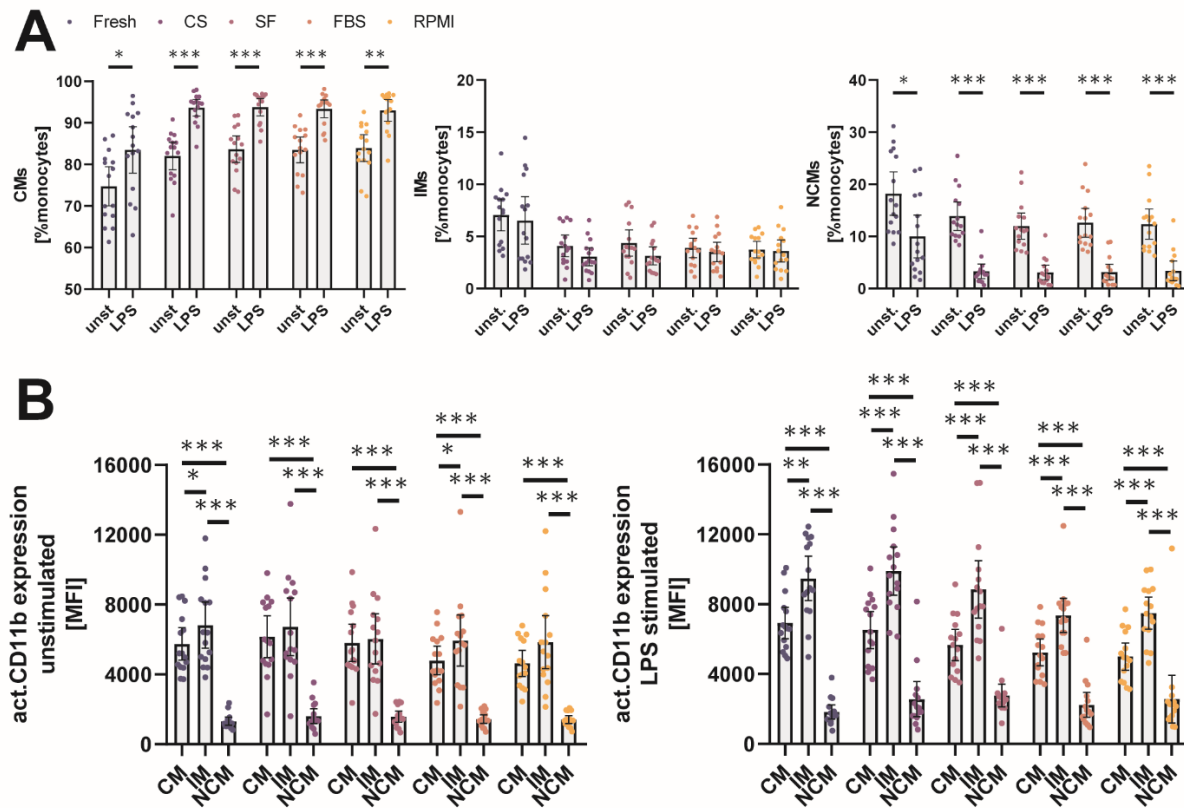 A
Fresh CS SF FBS RPMI
* *** *** *** **
CMs
[%monocytes]
100
90
80
70
60
50
unst. LPS unst. LPS unst. LPS unst. LPS unst. LPS
IMs
[%monocytes]
20
15
10
5
0
unst. LPS unst. LPS unst. LPS unst. LPS unst. LPS
* *** *** *** ***
NCMs
[%monocytes]
40
30
20
10
0
unst. LPS unst. LPS unst. LPS unst. LPS unst. LPS
B
*** *** *** *** ***
* *
*** *** *** *** ***
act.CD11b expression
unstimulated
[MFI]
16000
12000
8000
4000
0
CM IM NCM CM IM NCM CM IM NCM CM IM NCM CM IM NCM
*** *** *** *** ***
** *** *** *** ***
*** *** *** *** ***
act.CD11b expression
LPS stimulated
[MFI]
16000
12000
8000
4000
0
CM IM NCM CM IM NCM CM IM NCM CM IM NCM CM IM NCM